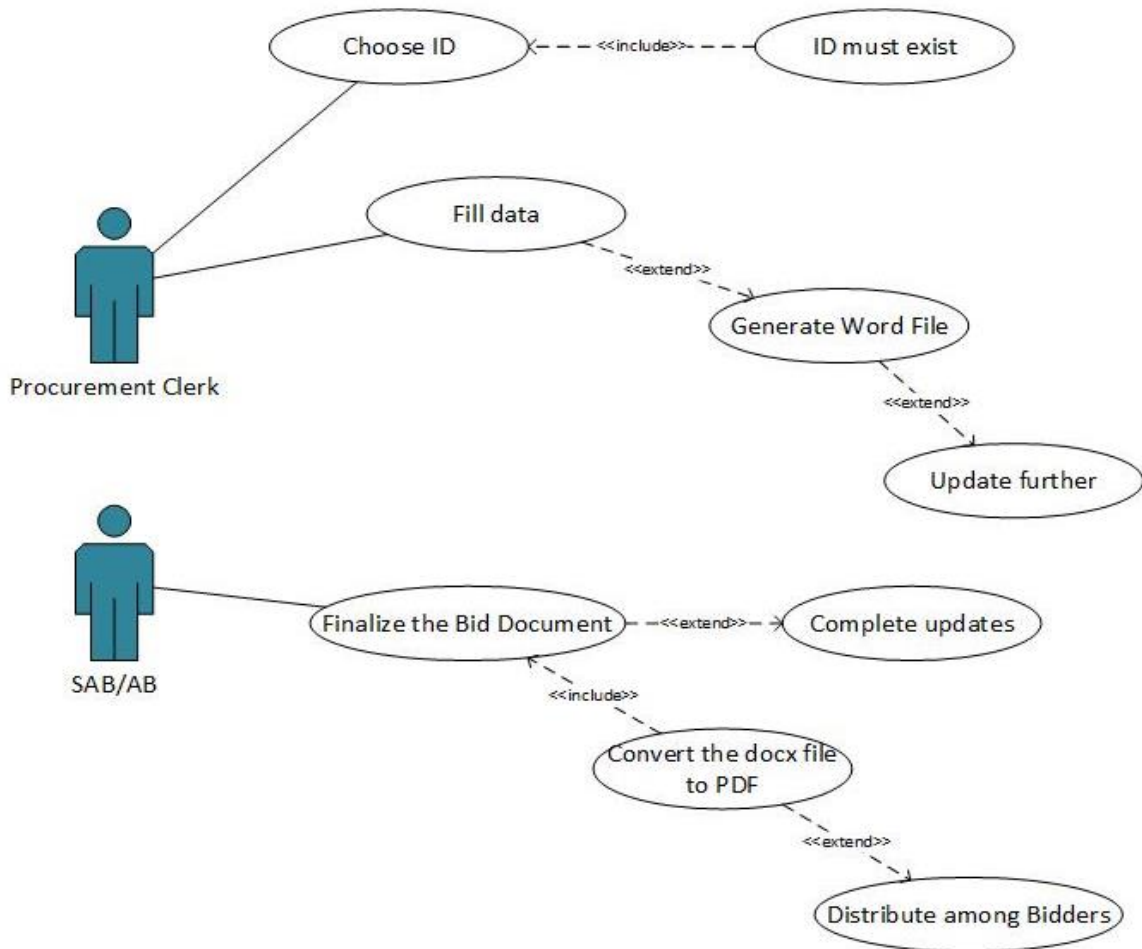 Choose ID
<<include>>
ID must exist
Fill data
<<extend>>
Generate Word File
Procurement Clerk
<<extend>>
Update further
Finalize the Bid Document
<<extend>>
Complete updates
SAB/AB
<<include>>
Convert the docx file
to PDF
<<extend>>
Distribute among Bidders